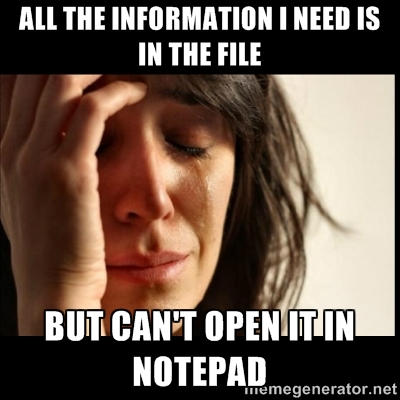 ALL THE INFORMATION I NEED IS
IN THE FILE
BUT CAN'T OPEN IT IN
NOTEPAD
memegenerator.net